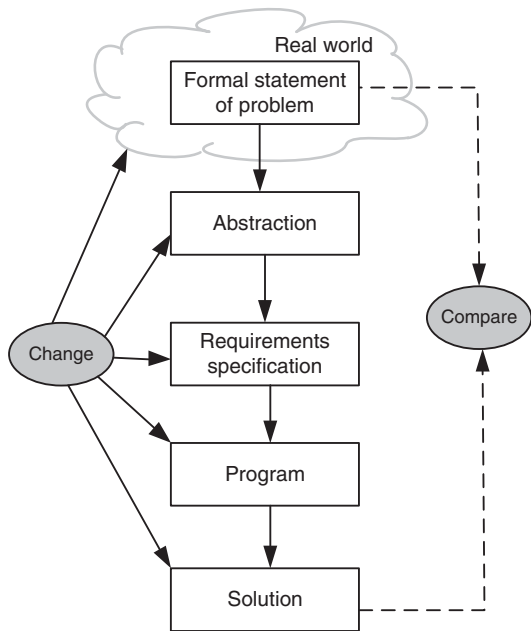 Real world
Formal statement
of problem
Abstraction
Change
Requirements
specification
Compare
Program
Solution